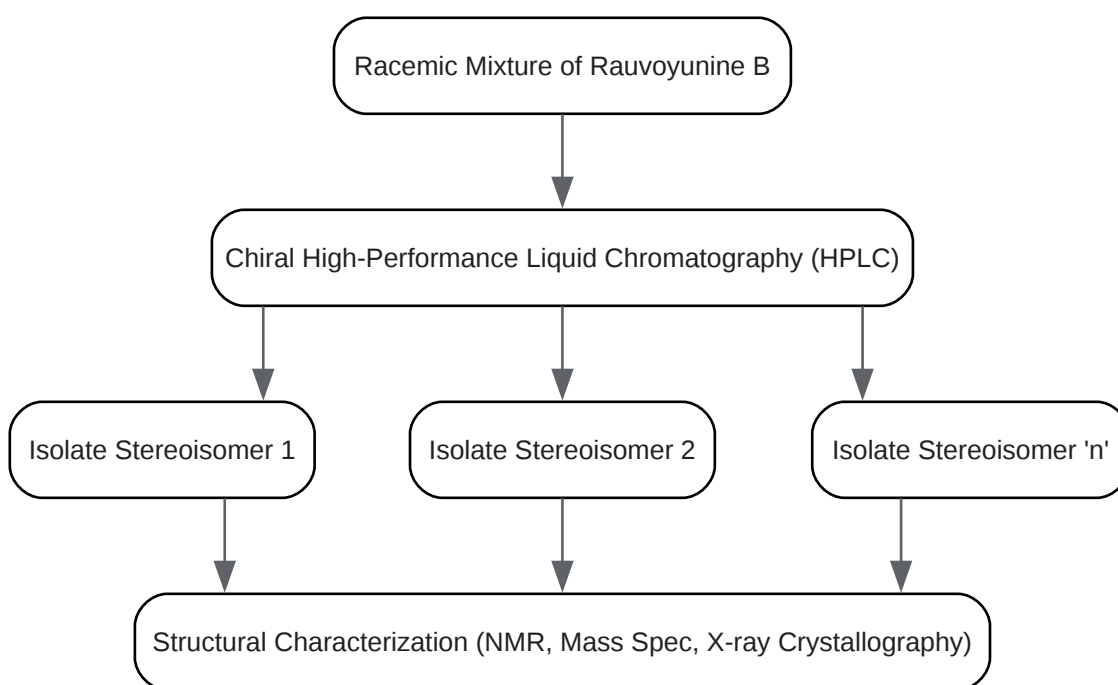 Racemic Mixture of Rauvoyunine B
Chiral High-Performance Liquid Chromatography (HPLC)
Isolate Stereoisomer 1
Isolate Stereoisomer 2
Isolate Stereoisomer 'n'
Structural Characterization (NMR, Mass Spec, X-ray Crystallography)